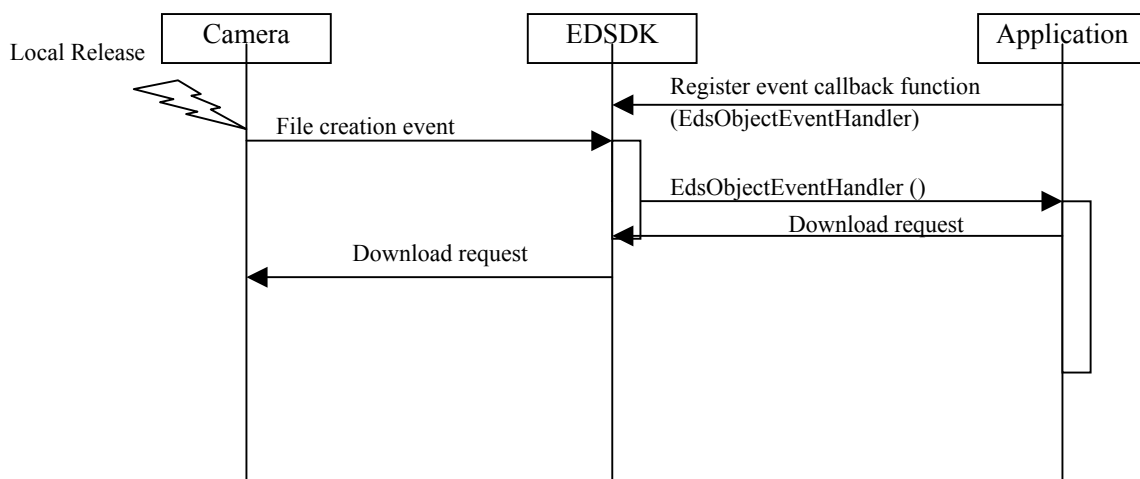 Camera
EDSDK
Application
Local Release
Register event callback function
(EdsObjectEventHandler)
File creation event
EdsObjectEventHandler ()
Download request
Download request